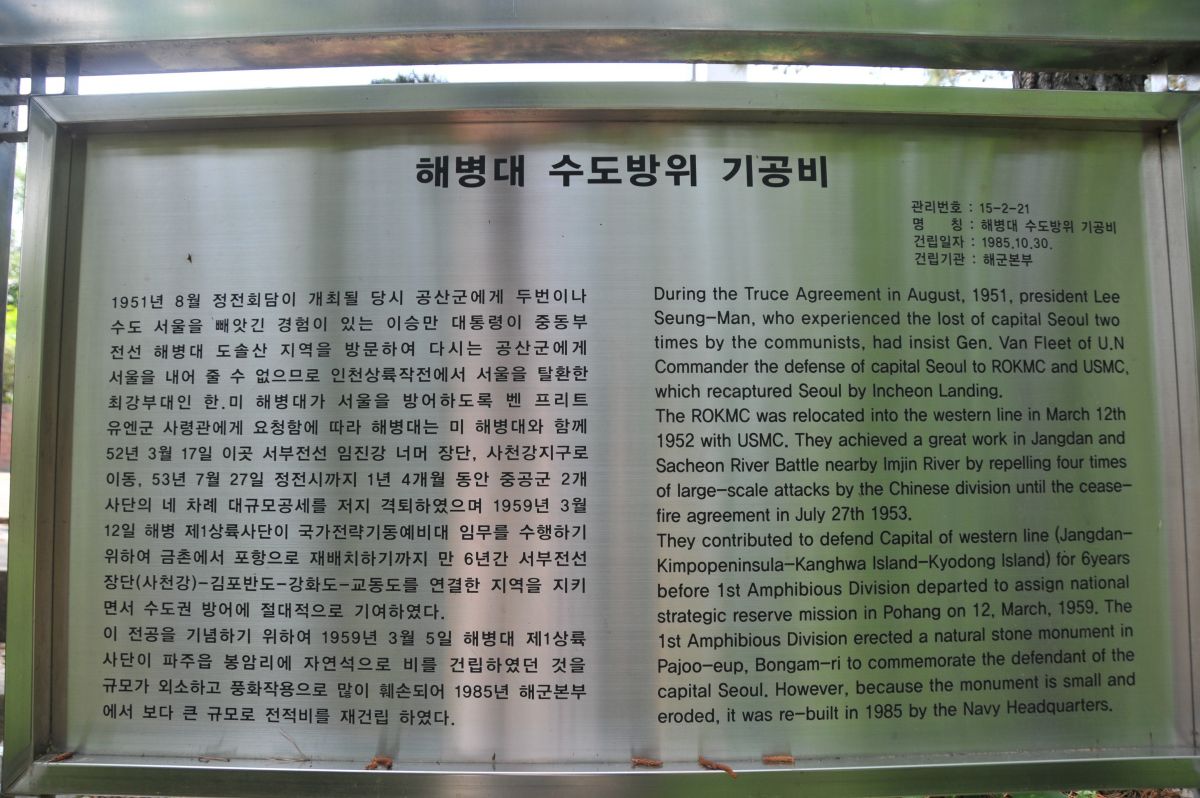 해병대 수도방위 기공비
관리번호 : 15-2-21
명 칭 : 해병대 수도방위 기공비
건립일자 : 1985.10.30.
건립기관 : 해군본부
1951년 8월 정전회담이 개최될 당시 공산군에게 두번이나
수도 서울을 빼앗긴 경험이 있는 이승만 대통령이 중동부
전선 해병대 도솔산 지역을 방문하여 다시는 공산군에게
서울을 내어 줄 수 없으므로 인천상륙작전에서 서울을 탈환한
최강부대인 한.미 해병대가 서울을 방어하도록 벤 프리트
유엔군 사령관에게 요청함에 따라 해병대는 미 해병대와 함께
52년 3월 17일 이곳 서부전선 임진강 너머 장단, 사천강지구로
이동, 53년 7월 27일 정전시까지 1년 4개월 동안 중공군 2개
사단의 네 차례 대규모공세를 저지 격퇴하였으며 1959년 3월
12일 해병 제1상륙사단이 국가전략기동예비대 임무를 수행하기
위하여 금촌에서 포항으로 재배치하기까지 만 6년간 서부전선
장단(사천강)-김포반도-강화도-교동도를 연결한 지역을 지키
면서 수도권 방어에 절대적으로 기여하였다.
이 전공을 기념하기 위하여 1959년 3월 5일 해병대 제1상륙
사단이 파주읍 봉암리에 자연석으로 비를 건립하였던 것을
규모가 외소하고 풍화작용으로 많이 훼손되어 1985년 해군본부
에서 보다 큰 규모로 전적비를 재건립 하였다.
During the Truce Agreement in August, 1951, president Lee
Seung-Man, who experienced the lost of capital Seoul two
times by the communists, had insist Gen. Van Fleet of U.N
Commander the defense of capital Seoul to ROKMC and USMC,
which recaptured Seoul by Incheon Landing.
The ROKMC was relocated into the western line in March 12th
1952 with USMC. They achieved a great work in Jangdan and
Sacheon River Battle nearby Imjin River by repelling four times
of large-scale attacks by the Chinese division until the cease-
fire agreement in July 27th 1953.
They contributed to defend Capital of western line (Jangdan-
Kimpopeninsula-Kanghwa Island-Kyodong Island) for 6years
before 1st Amphibious Division departed to assign national
strategic reserve mission in Pohang on 12, March, 1959. The
1st Amphibious Division erected a natural stone monument in
Pajoo-eup, Bongam-ri to commemorate the defendant of the
capital Seoul. However, because the monument is small and
eroded, it was re-built in 1985 by the Navy Headquarters.